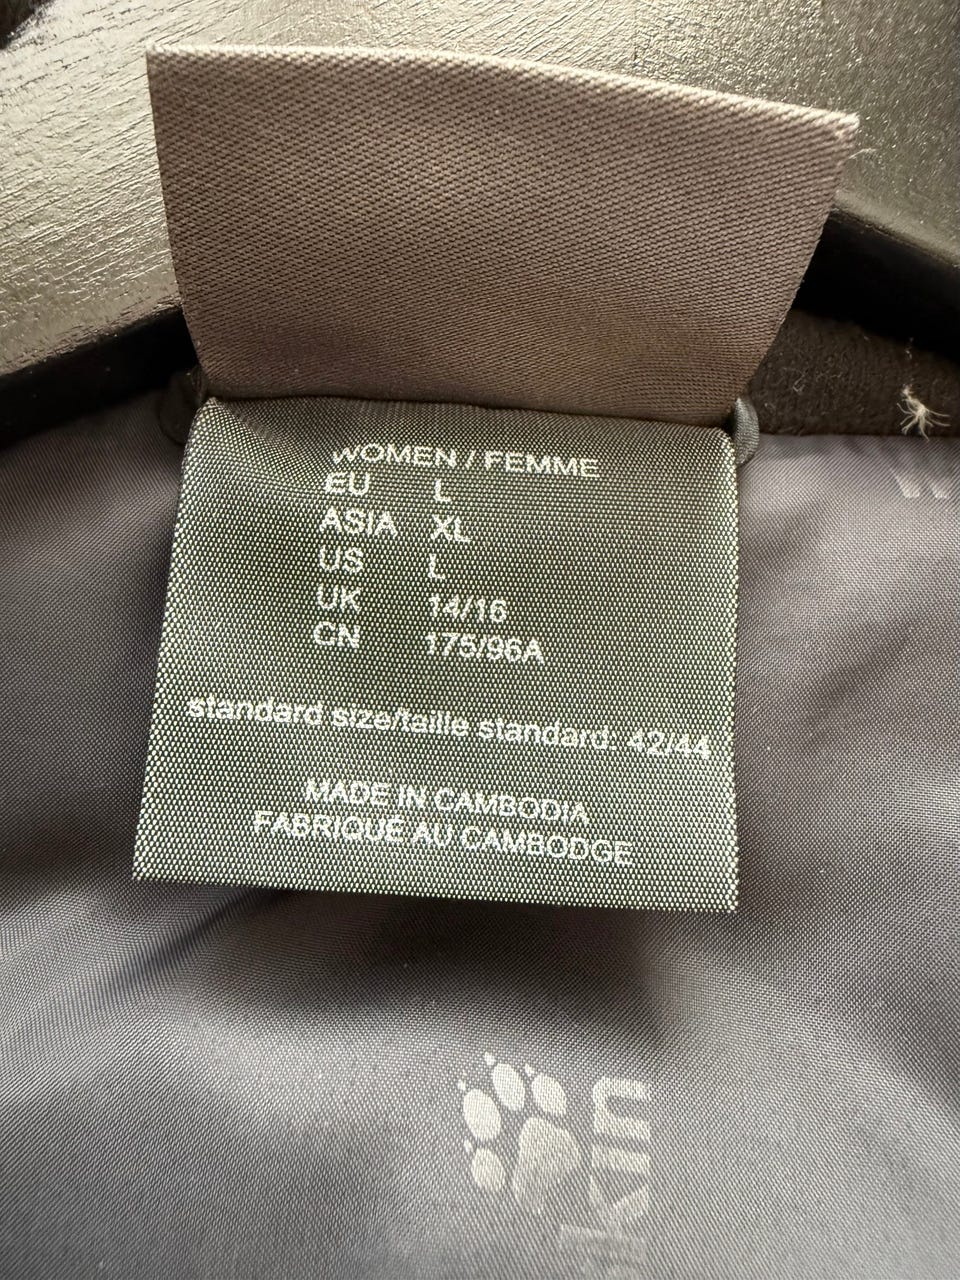 WOMEN / FEMME
EU L
ASIA XL
US L
UK 14/16
CN 175/96A
standard size/taille standard: 42/44
MADE IN CAMBODIA
FABRIQUÉ AU CAMBODGE
W
kin